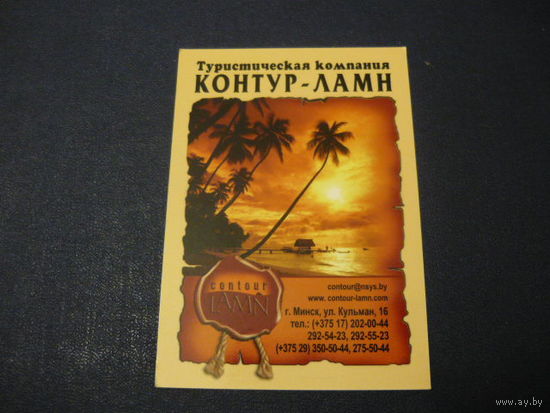 Туристическая компания
КОНТУР-ЛАМН
contour
LAMN
contour@nsys.by
www. contour-lamn.com
г. Минск, ул. Кульман, 16
тел.: (+375 17) 202-00-44
292-54-23, 292-55-23
(+375 29) 350-50-44, 275-50-44
www.ay.by